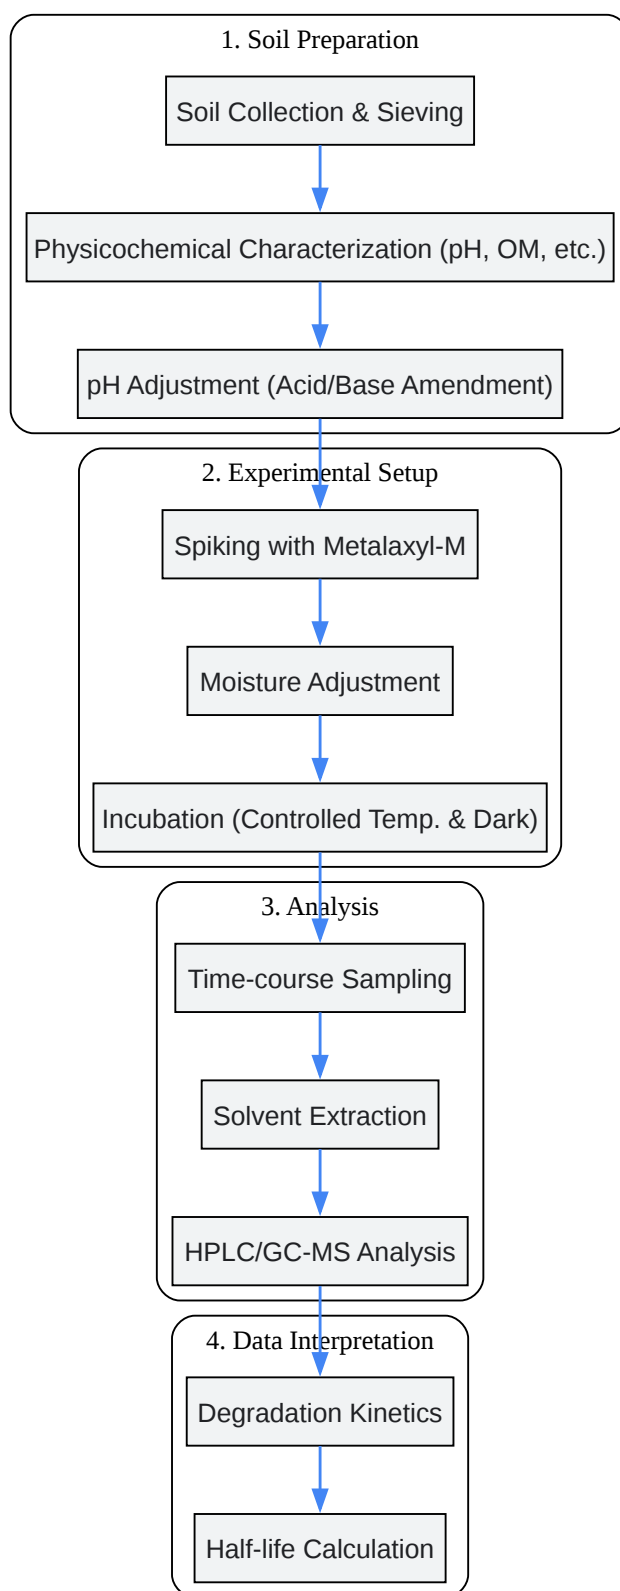 1. Soil Preparation
Soil Collection & Sieving
Physicochemical Characterization (pH, OM, etc.)
pH Adjustment (Acid/Base Amendment)
2. Experimental Setup
Spiking with Metalaxyl-M
Moisture Adjustment
Incubation (Controlled Temp. & Dark)
3. Analysis
Time-course Sampling
Solvent Extraction
HPLC/GC-MS Analysis
4. Data Interpretation
Degradation Kinetics
Half-life Calculation